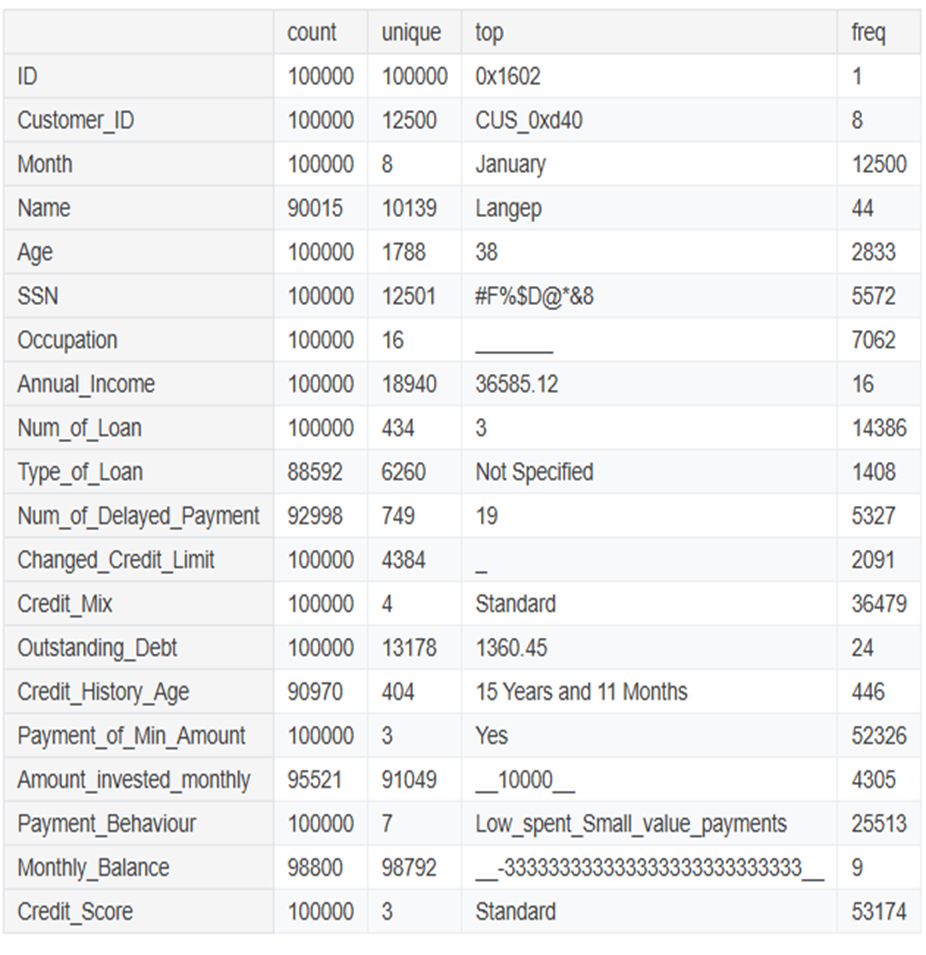 count unique top freq
ID 100000 100000 0x1602 1
Customer_ID 100000 12500 CUS_0xd40 8
Month 100000 8 January 12500
Name 90015 10139 Langep 44
Age 100000 1788 38 2833
SSN 100000 12501 #F%$D@*&8 5572
Occupation 100000 16 _______ 7062
Annual_Income 100000 18940 36585.12 16
Num_of_Loan 100000 434 3 14386
Type_of_Loan 88592 6260 Not Specified 1408
Num_of_Delayed_Payment 92998 749 19 5327
Changed_Credit_Limit 100000 4384 _ 2091
Credit_Mix 100000 4 Standard 36479
Outstanding_Debt 100000 13178 1360.45 24
Credit_History_Age 90970 404 15 Years and 11 Months 446
Payment_of_Min_Amount 100000 3 Yes 52326
Amount_invested_monthly 95521 91049 __10000__ 4305
Payment_Behaviour 100000 7 Low_spent_Small_value_payments 25513
Monthly_Balance 98800 98792 __-333333333333333333333333333__ 9
Credit_Score 100000 3 Standard 53174